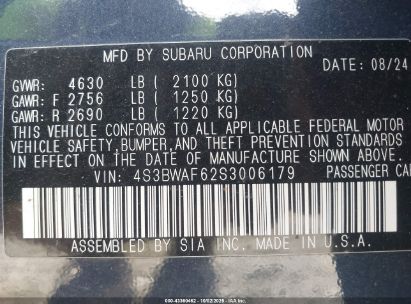 MFD BY SUBARU CORPORATION
DATE: 08/24
GVWR: 4630 LB ( 2100 KG)
GAWR: F 2756 LB ( 1250 KG)
GAWR: R 2690 LB ( 1220 KG)
THIS VEHICLE CONFORMS TO ALL APPLICABLE FEDERAL MOTOR
VEHICLE SAFETY, BUMPER, AND THEFT PREVENTION STANDARDS
IN EFFECT ON THE DATE OF MANUFACTURE SHOWN ABOVE.
VIN: 4S3BWAF62S3006179 PASSENGER CA
ASSEMBLED BY SIA INC. MADE IN U.S.A.